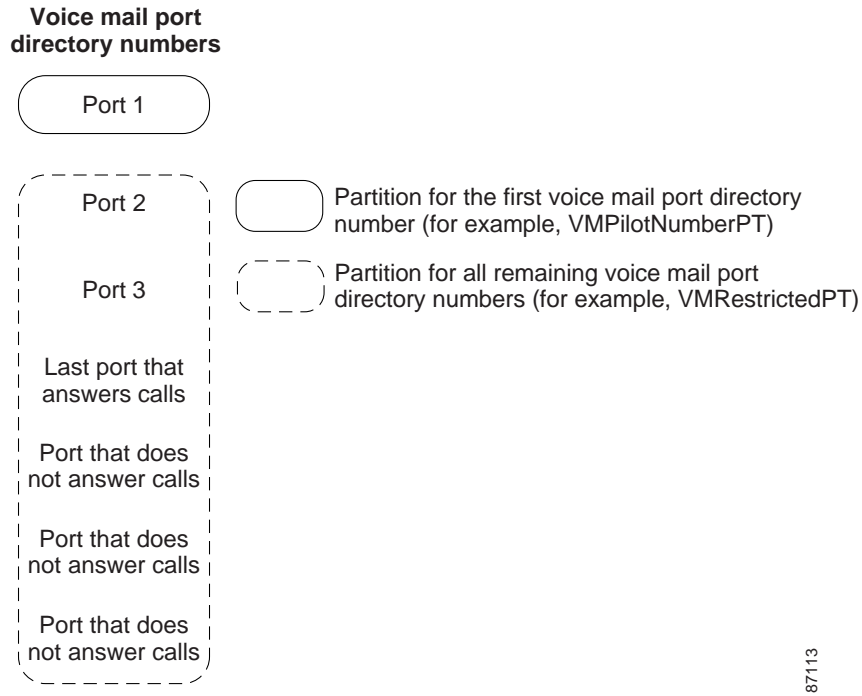 Voice mail port
directory numbers
Port 1
Port 2
Partition for the first voice mail port directory
number (for example, VMPilotNumberPT)
Port 3
Partition for all remaining voice mail port
directory numbers (for example, VMRestrictedPT)
Last port that
answers calls
Port that does
not answer calls
Port that does
not answer calls
Port that does
not answer calls
87113